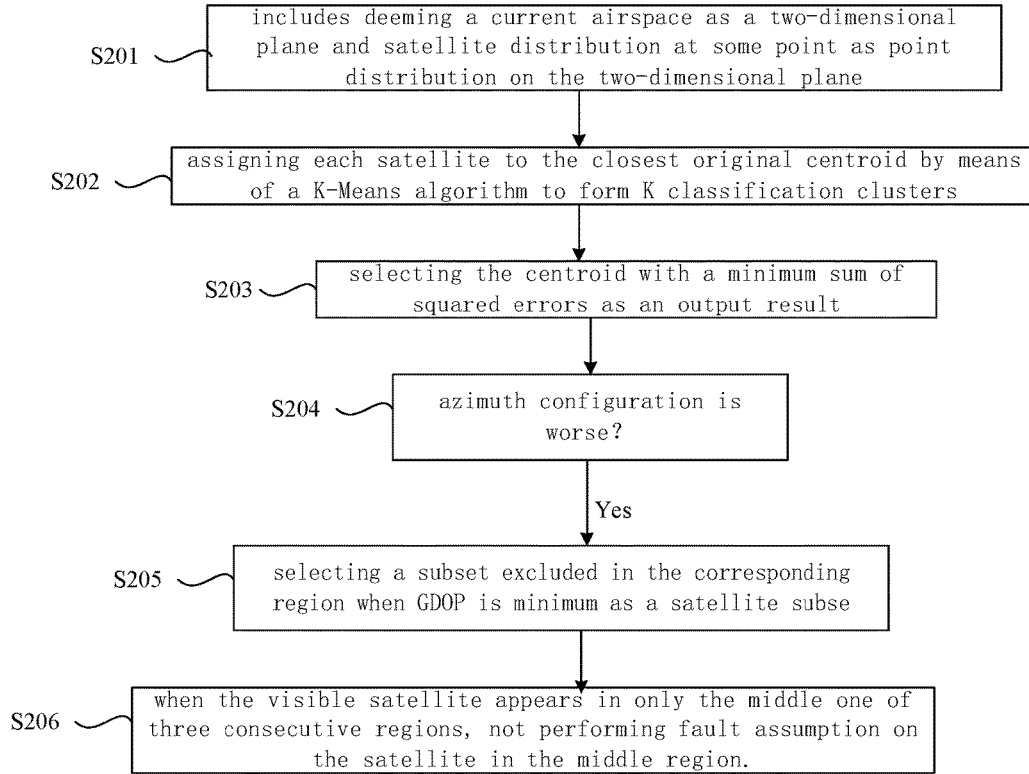 includes deeming a current airspace as a two-dimensional
plane and satellite distribution at some point as point
distribution on the two-dimensional plane
S201
assigning each satellite to the closest original centroid by means
of a K-Means algorithm to form K classification clusters
S202
selecting the centroid with a minimum sum of
squared errors as an output result
S203
azimuth configuration is
worse?
S204
Yes
selecting a subset excluded in the corresponding
region when GDOP is minimum as a satellite subse
S205
when the visible satellite appears in only the middle one of
three consecutive regions, not performing fault assumption on
the satellite in the middle region.
S206